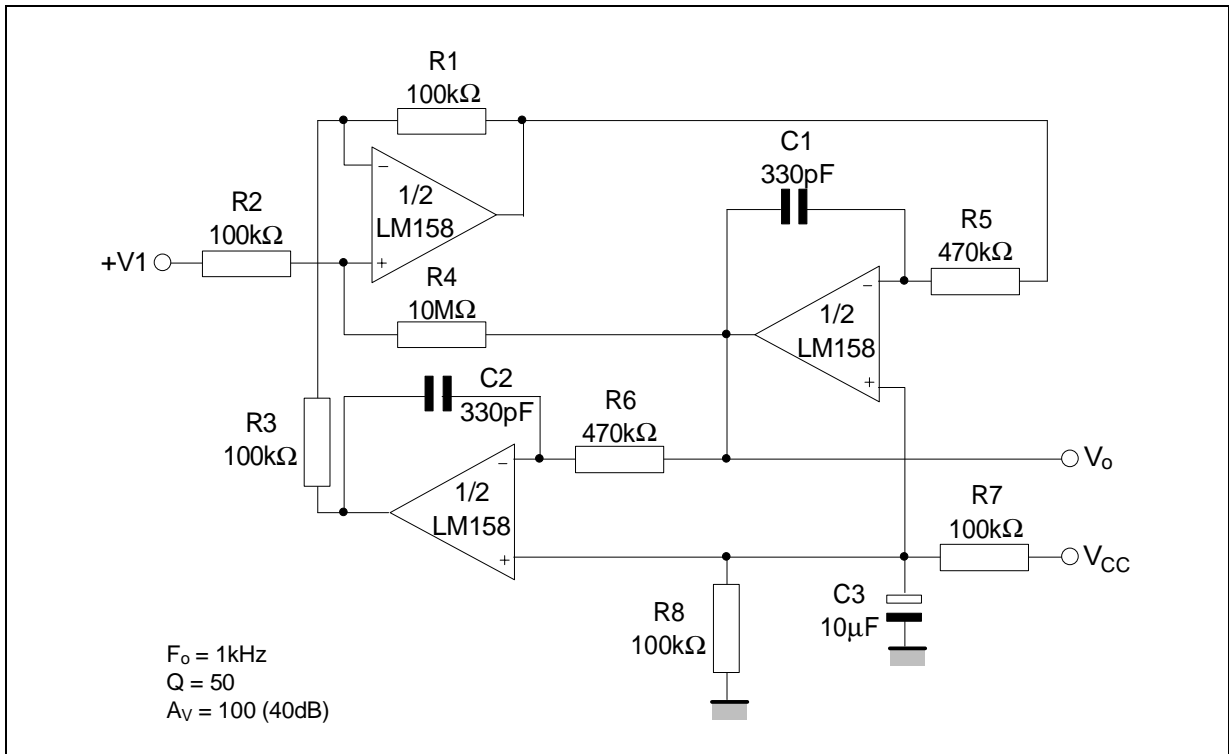 R1
100kΩ
C1
330pF
−
1/2
LM158
+
R2
100kΩ
+V1
R5
470kΩ
R4
10MΩ
−
1/2
LM158
+
C2
330pF
R3
100kΩ
R6
470kΩ
−
1/2
LM158
+
Vo
R7
100kΩ
VCC
R8
100kΩ
C3
10μF
Fo = 1kHz
Q = 50
AV = 100 (40dB)